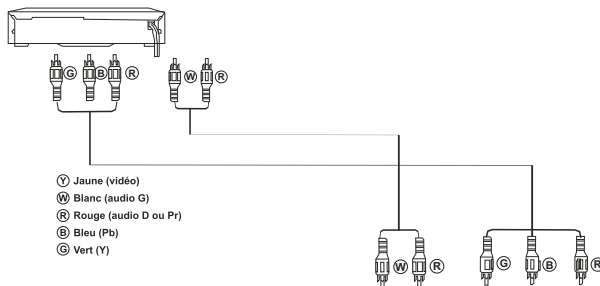 G B R W R
Y Jaune (vidéo)
W Blanc (audio G)
R Rouge (audio D ou Pr)
B Bleu (Pb)
G Vert (Y)
W R G B R